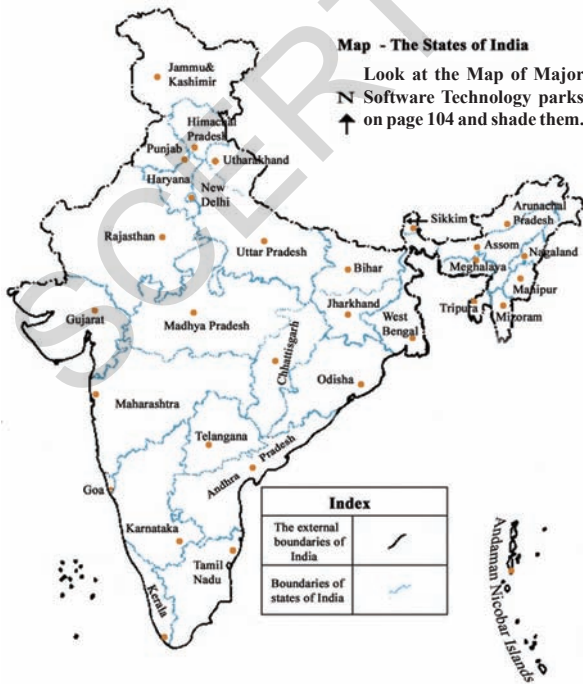 Map - The States of India
Look at the Map of Major
N Software Technology parks
on page 104 and shade them.
Jammu&
Kashimir
Himachal
Pradesh
Punjab
Utharakhand
Haryana
New
Delhi
Rajasthan
Uttar Pradesh
Sikkim
Arunachal
Pradesh
Assom
Nagaland
Meghalaya
Manipur
Tripura
Mizoram
Bihar
Jharkhand
West
Bengal
Gujarat
Madhya Pradesh
Chhattisgarh
Odisha
Maharashtra
Telangana
Andhra Pradesh
Goa
Karnataka
Tamil
Nadu
Kerala
Index
The external
boundaries of
India
Boundaries of
states of India
Andaman Nicobar Islands
SCERT